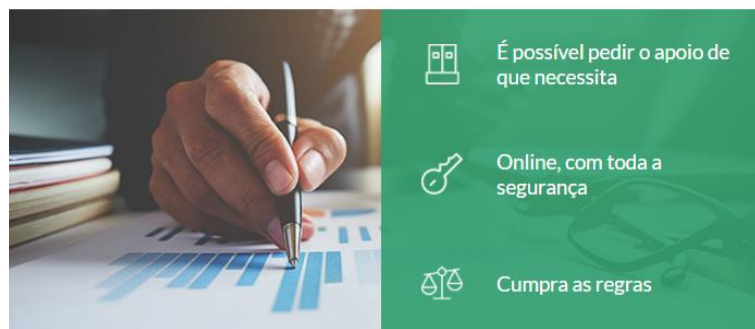 É possível pedir o apoio de
que necessita
Online, com toda a
segurança
Cumpra as regras